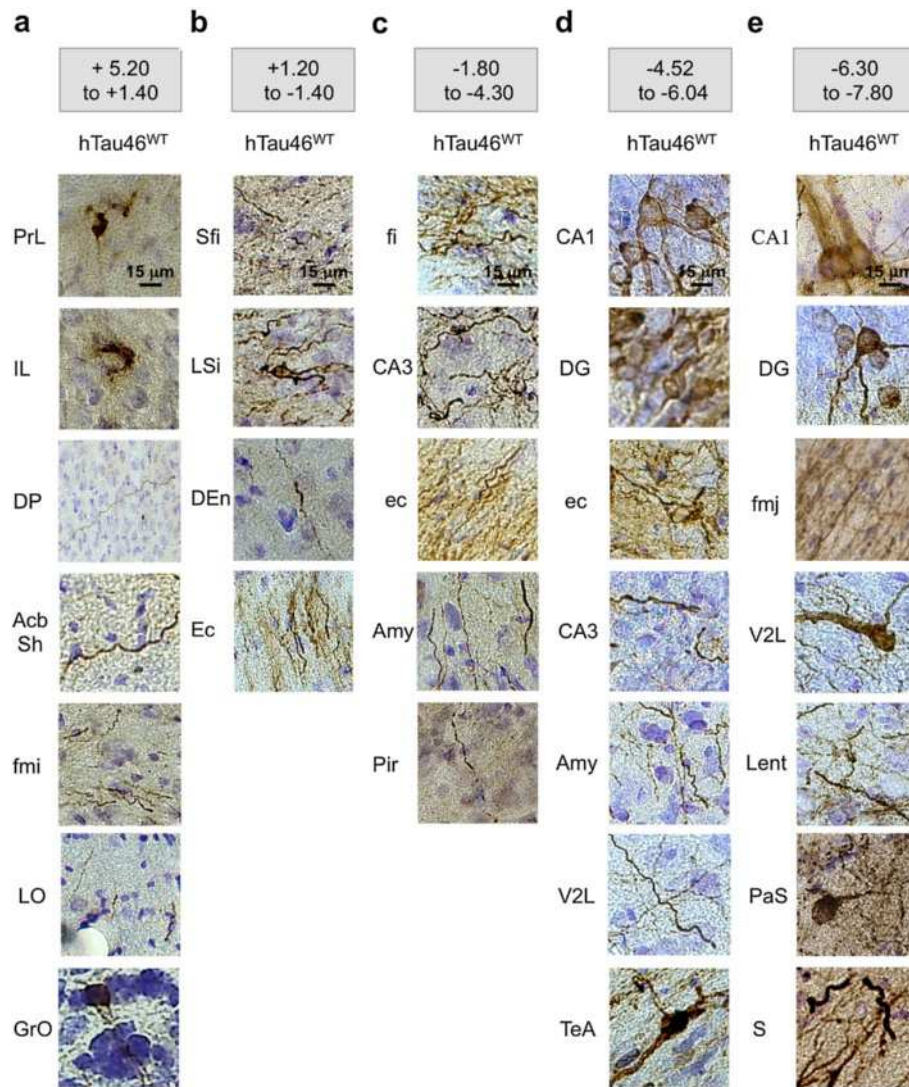 a
+ 5.20
to +1.40
hTau46WT
PrL
15 μm
IL
DP
Acb
Sh
fmi
LO
GrO
b
+1.20
to -1.40
hTau46WT
Sfi
15 μm
LSi
DEn
Ec
c
-1.80
to -4.30
hTau46WT
fi
15 μm
CA3
ec
Amy
Pir
d
-4.52
to -6.04
hTau46WT
CA1
15 μm
DG
ec
CA3
Amy
V2L
TeA
e
-6.30
to -7.80
hTau46WT
CA1
15 μm
DG
fmj
V2L
Lent
PaS
S